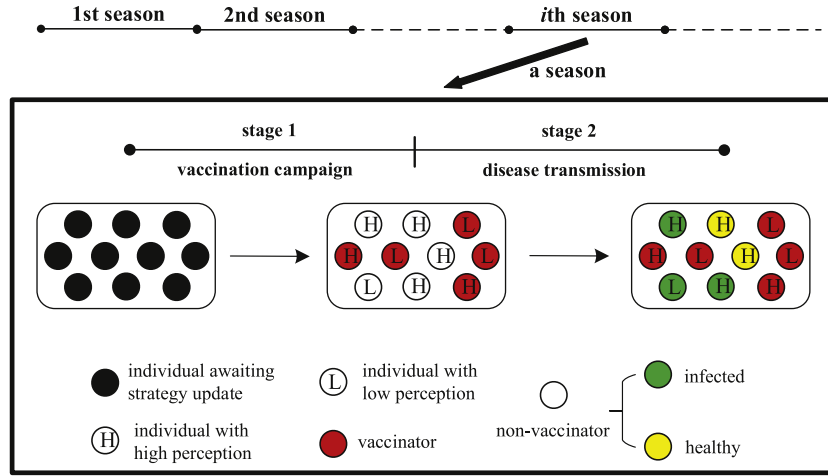 1st season 2nd season ith season
a season
stage 1 stage 2
vaccination campaign disease transmission
H H L
H L H L
L H H
H H L
H L H L
L H H
individual awaiting
strategy update
L individual with
low perception
infected
H individual with
high perception
vaccinator
non-vaccinator
healthy